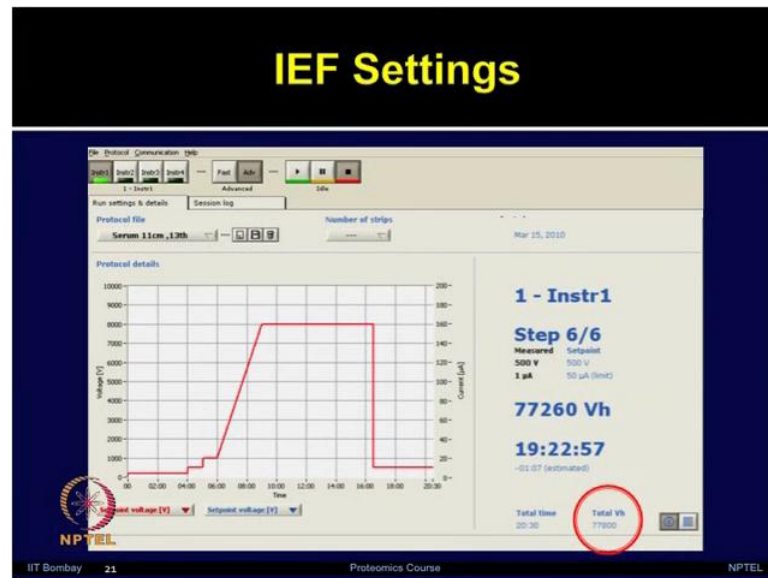 IEF Settings
File Protocol Communication Help
Instr1 Instr2 Instr3 Instr4 Fast Adv
1 - Instr1 Advanced Idle
Run settings & details Session log
Protocol file Number of strips
Serum 11cm ,13th --- Mar 15, 2010
Protocol details
10000 200
9000 180
8000 160
7000 140
6000 120
5000 100
4000 80
3000 60
2000 40
1000 20
0 0
Voltage [V] Current [µA]
00 02:00 04:00 06:00 08:00 10:00 12:00 14:00 16:00 18:00 20:30
Time
Setpoint voltage [V] Setpoint voltage [V]
1 - Instr1
Step 6/6
Measured Setpoint
500 V 500 V
1 µA 50 µA (limit)
77260 Vh
19:22:57
-01:07 (estimated)
Total time Total Vh
20:30 77800
NPTEL
IIT Bombay 21 Proteomics Course NPTEL